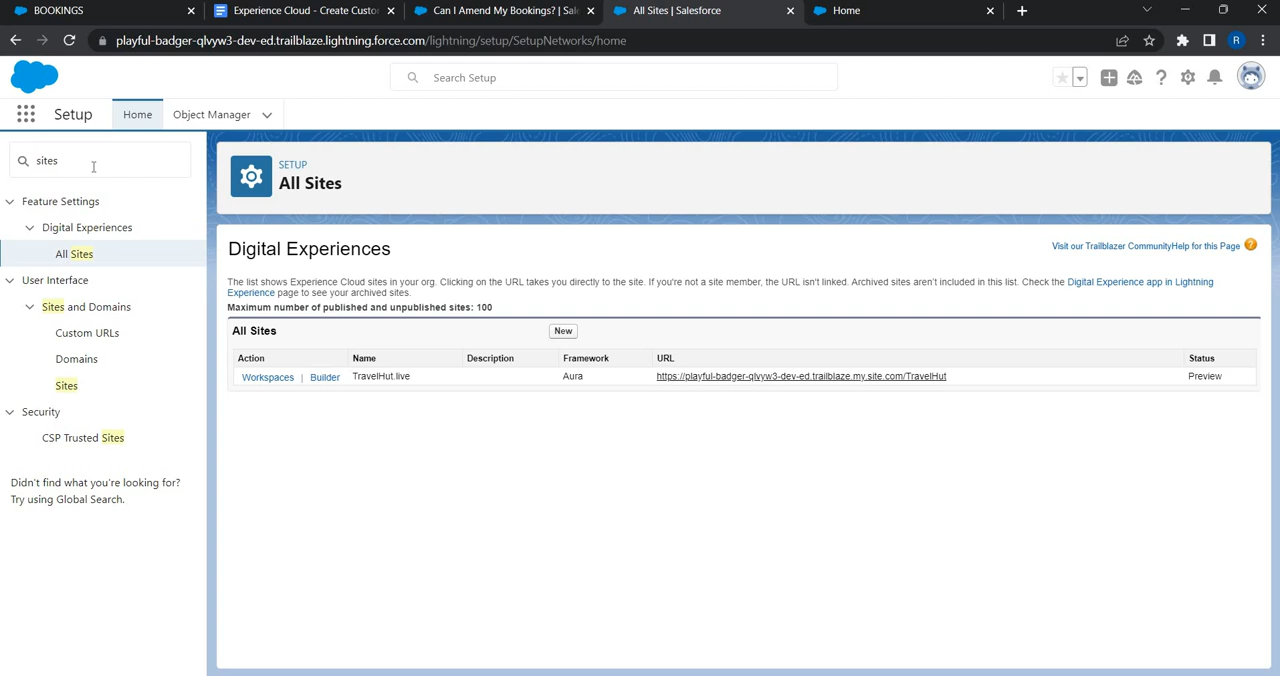 BOOKINGS
Experience Cloud - Create Custor
Can I Amend My Bookings? | Sal
All Sites | Salesforce
Home
playful-badger-qlvyw3-dev-ed.trailblaze.lightning.force.com/lightning/setup/SetupNetworks/home
R
Search Setup
Setup
Home
Object Manager
sites
Feature Settings
Digital Experiences
All Sites
User Interface
Sites and Domains
Custom URLs
Domains
Sites
Security
CSP Trusted Sites
Didn't find what you're looking for?
Try using Global Search.
SETUP
All Sites
Digital Experiences
Visit our Trailblazer CommunityHelp for this Page ?
The list shows Experience Cloud sites in your org. Clicking on the URL takes you directly to the site. If you're not a site member, the URL isn't linked. Archived sites aren't included in this list. Check the Digital Experience app in Lightning
Experience page to see your archived sites.
Maximum number of published and unpublished sites: 100
All Sites
New
Action Name Description Framework URL Status
Workspaces | Builder TravelHut.live Aura https://playful-badger-qlvyw3-dev-ed.trailblaze.my.site.com/TravelHut Preview